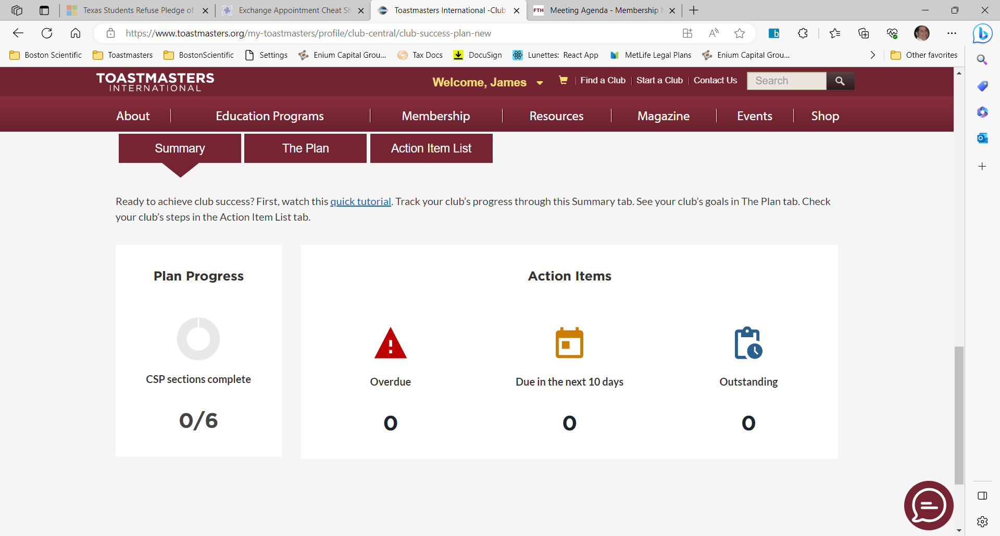 Texas Students Refuse Pledge of
Exchange Appointment Cheat Sh
Toastmasters International -Club
FTH
Meeting Agenda - Membership
https://www.toastmasters.org/my-toastmasters/profile/club-central/club-success-plan-new
Boston Scientific
Toastmasters
BostonScientific
Settings
Enium Capital Grou...
Tax Docs
DocuSign
Lunettes: React App
MetLife Legal Plans
Enium Capital Grou...
Other favorites
TOASTMASTERS
INTERNATIONAL
Welcome, James
Find a Club
Start a Club
Contact Us
Search
About
Education Programs
Membership
Resources
Magazine
Events
Shop
Summary
The Plan
Action Item List
Ready to achieve club success? First, watch this quick tutorial. Track your club’s progress through this Summary tab. See your club’s goals in The Plan tab. Check
your club’s steps in the Action Item List tab.
Plan Progress
CSP sections complete
0/6
Action Items
Overdue
0
Due in the next 10 days
0
Outstanding
0